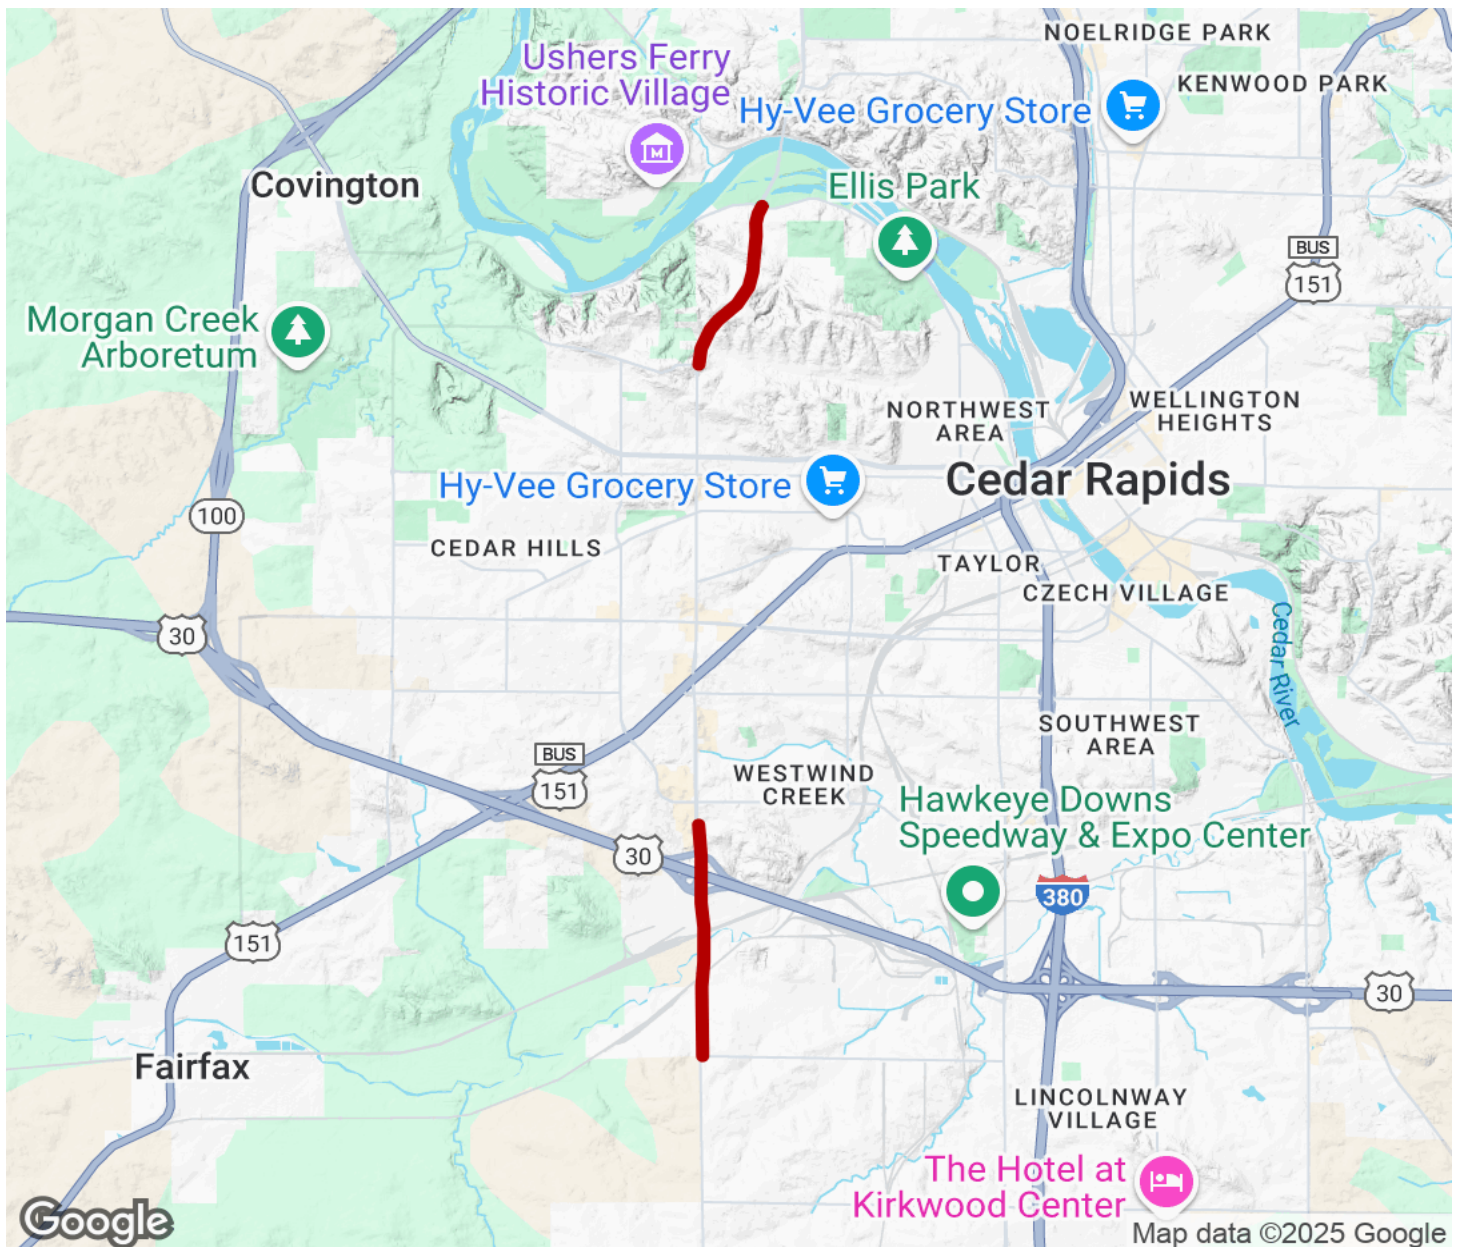 NOELRIDGE PARK
Ushers Ferry
Historic Village
KENWOOD PARK
Hy-Vee Grocery Store
M
Covington
Ellis Park
BUS
151
Morgan Creek
Arboretum
NORTHWEST
AREA
WELLINGTON
HEIGHTS
Hy-Vee Grocery Store
Cedar Rapids
100
CEDAR HILLS
TAYLOR
CZECH VILLAGE
30
Cedar River
SOUTHWEST
AREA
BUS
151
WESTWIND
CREEK
Hawkeye Downs
Speedway & Expo Center
30
380
151
30
Fairfax
LINCOLNWAY
VILLAGE
The Hotel at
Kirkwood Center
Google
Map data ©2025 Google